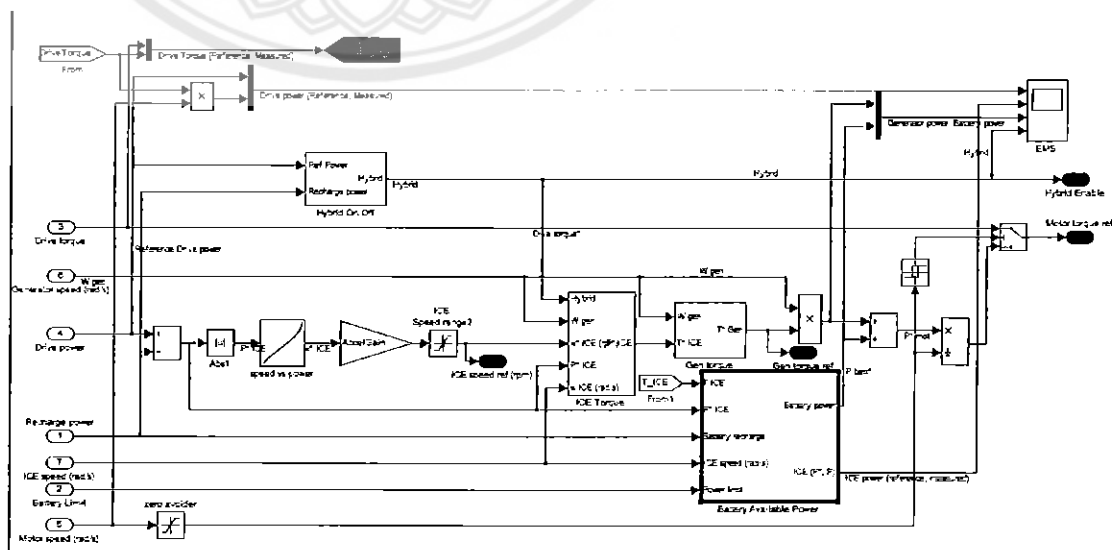 Drive Torque
From
Drive Torque (Reference, Measured)
×
Drive power (Reference, Measured)
Generator power, Battery power
EMS
Ref Power
Recharge power
Hybrid
Hybrid On Off
Hybrid
Hybrid
Hybrid
Hybrid Enable
3
Drive torque
Reference Drive power
Drive torque*
Motor torque ref
6
W gen
Generator speed (rad/s)
W gen
4
Drive power
|u|
Abs1
P* ICE
speed vs power
AccelGain
ICE
Speed range2
ICE speed ref (rpm)
Hybrid
W gen
P* ICE
w ICE (rad/s)
ICE Torque
W gen
T* ICE
T* Gen
Gen torque
×
Gen torque ref
P batt*
P* mot
×
÷
T_ICE
From1
T ICE
P* ICE
Battery recharge
ICE speed (rad/s)
Power limit
Battery power
ICE (P*, P)
Battery Available Power
ICE power (reference, measured)
Recharge power
1
7
ICE speed (rad/s)
2
Battery Limit
zero avoider
5
Motor speed (rad/s)